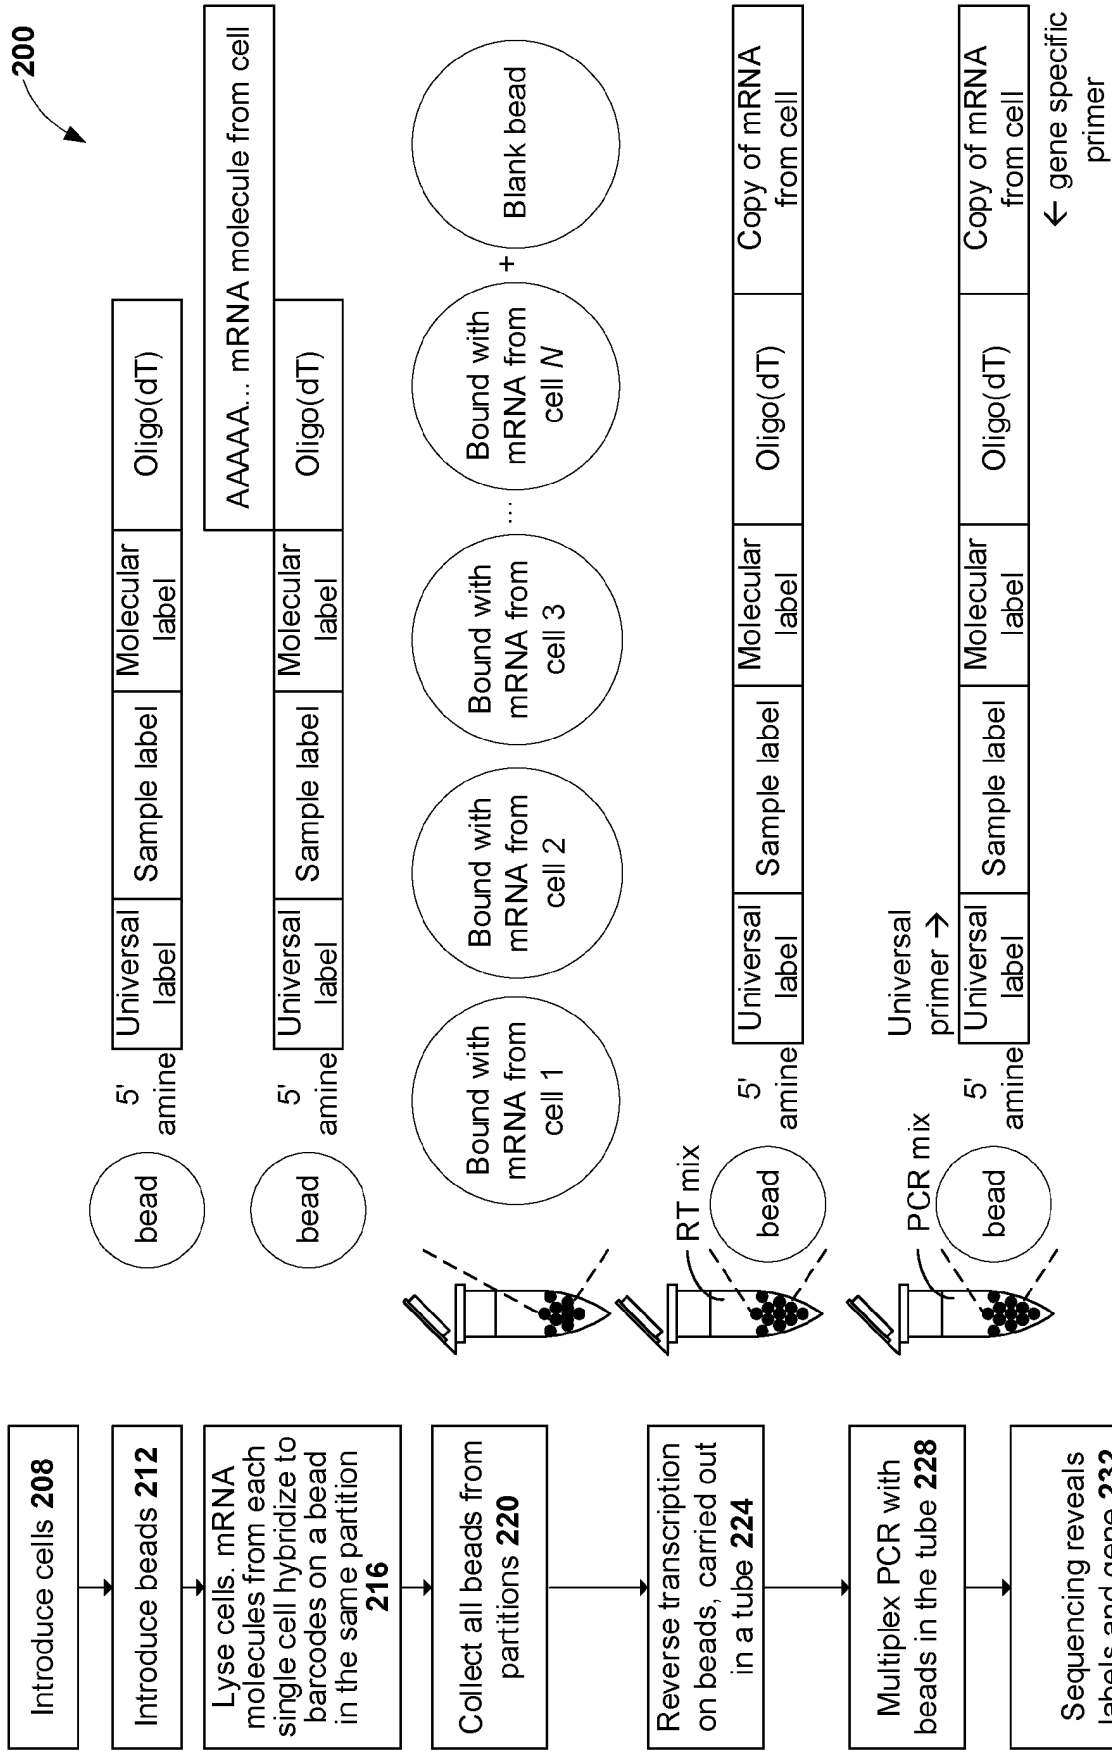 200
Introduce cells 208
Introduce beads 212
bead
5'
amine
Universal
label
Sample label
Molecular
label
Oligo(dT)
Lyse cells. mRNA
molecules from each
single cell hybridize to
barcodes on a bead
in the same partition
216
bead
5'
amine
Universal
label
Sample label
Molecular
label
Oligo(dT)
AAAAA... mRNA molecule from cell
Collect all beads from
partitions 220
Bound with
mRNA from
cell 1
Bound with
mRNA from
cell 2
Bound with
mRNA from
cell 3
...
Bound with
mRNA from
cell N
+
Blank bead
Reverse transcription
on beads, carried out
in a tube 224
RT mix
bead
5'
amine
Universal
label
Sample label
Molecular
label
Oligo(dT)
Copy of mRNA
from cell
Multiplex PCR with
beads in the tube 228
PCR mix
bead
5'
amine
Universal
primer →
Universal
label
Sample label
Molecular
label
Oligo(dT)
Copy of mRNA
from cell
← gene specific
primer
Sequencing reveals
labels and gene 232